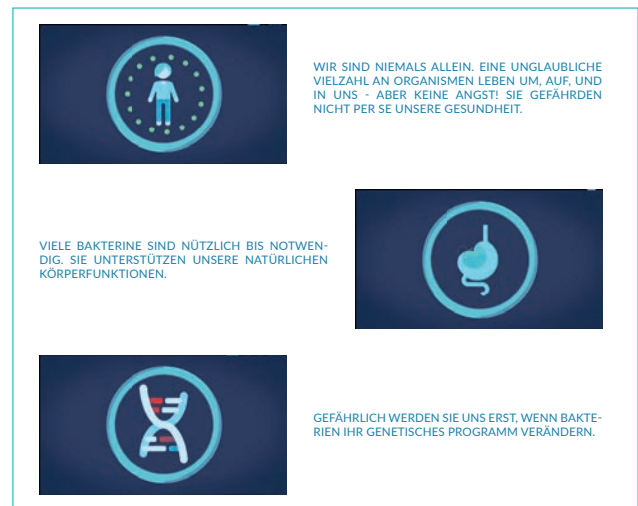 WIR SIND NIEMALS ALLEIN. EINE UNGLAUBLICHE
VIELZAHL AN ORGANISMEN LEBEN UM, AUF, UND
IN UNS - ABER KEINE ANGST! SIE GEFÄHRDEN
NICHT PER SE UNSERE GESUNDHEIT.
VIELE BAKTERINE SIND NÜTZLICH BIS NOTWEN-
DIG. SIE UNTERSTÜTZEN UNSERE NATÜRLICHEN
KÖRPERFUNKTIONEN.
GEFÄHRLICH WERDEN SIE UNS ERST, WENN BAKTE-
RIEN IHR GENETISCHES PROGRAMM VERÄNDERN.